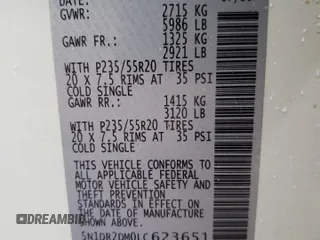 DATE:
GVWR: 2715 KG
5986 LB
GAWR FR.: 1325 KG
2921 LB
WITH P235/55R20 TIRES
20 X 7.5 RIMS AT 35 PSI
COLD SINGLE
GAWR RR.: 1415 KG
3120 LB
WITH P235/55R20 TIRES
20 X 7.5 RIMS AT 35 PSI
COLD SINGLE
THIS VEHICLE CONFORMS TO
ALL APPLICABLE FEDERAL
MOTOR VEHICLE SAFETY
AND THEFT PREVENTION
STANDARDS IN EFFECT ON
THE DATE OF MANUFACTURE
SHOWN ABOVE.
5N1DR2DM0LC623651
DREAMBID.COM